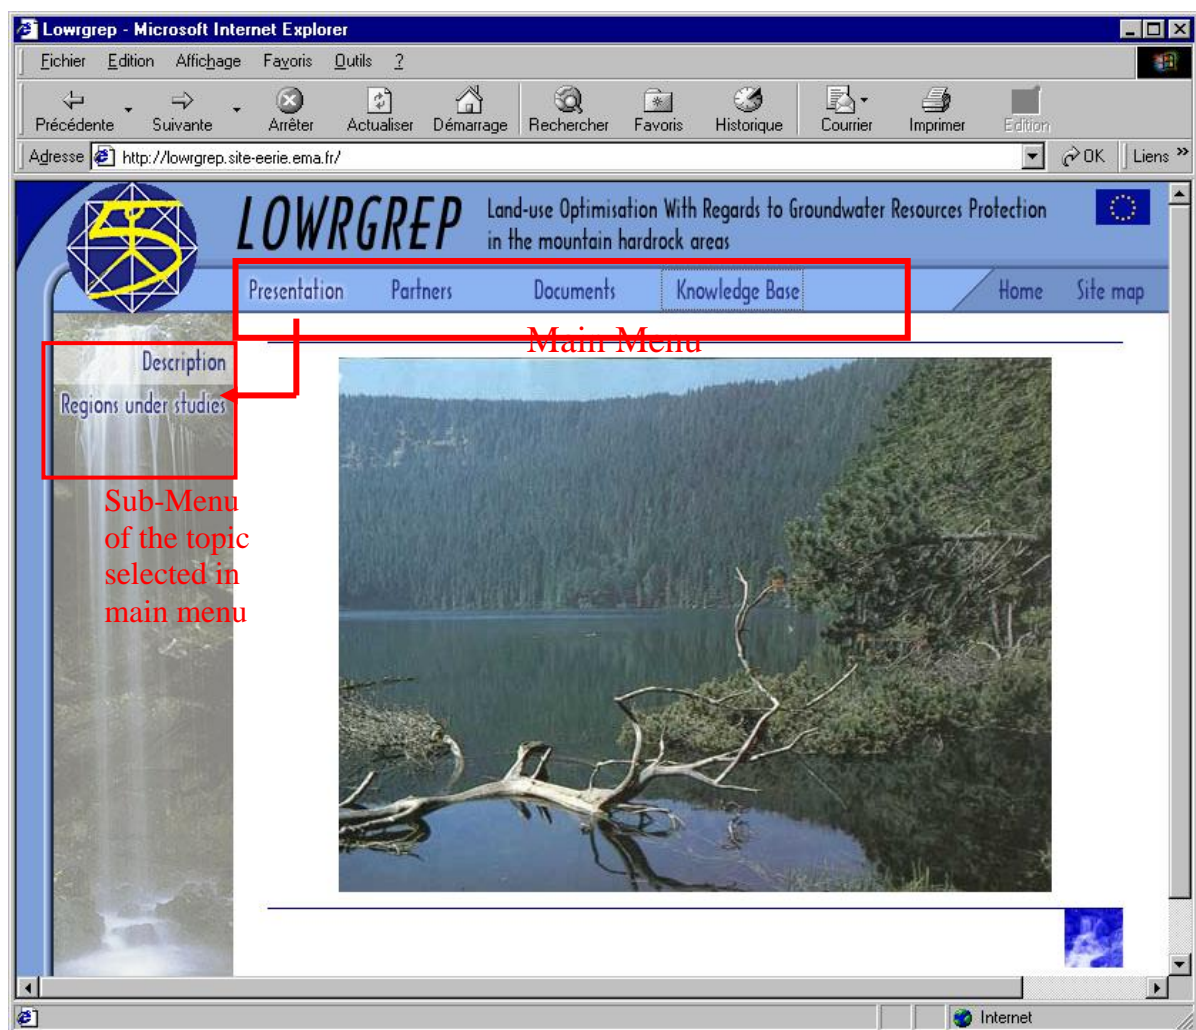 Lowrgrep - Microsoft Internet Explorer
Fichier Edition Affichage Favoris Outils ?
Précédente Suivante Arrêter Actualiser Démarrage Rechercher Favoris Historique Courrier Imprimer Edition
Adresse http://lowrgrep.site-eerie.ema.fr/ OK Liens »
LOWRGREP
Land-use Optimisation With Regards to Groundwater Resources Protection
in the mountain hardrock areas
Presentation Partners Documents Knowledge Base Home Site map
Main Menu
Description
Regions under studies
Sub-Menu
of the topic
selected in
main menu
Internet